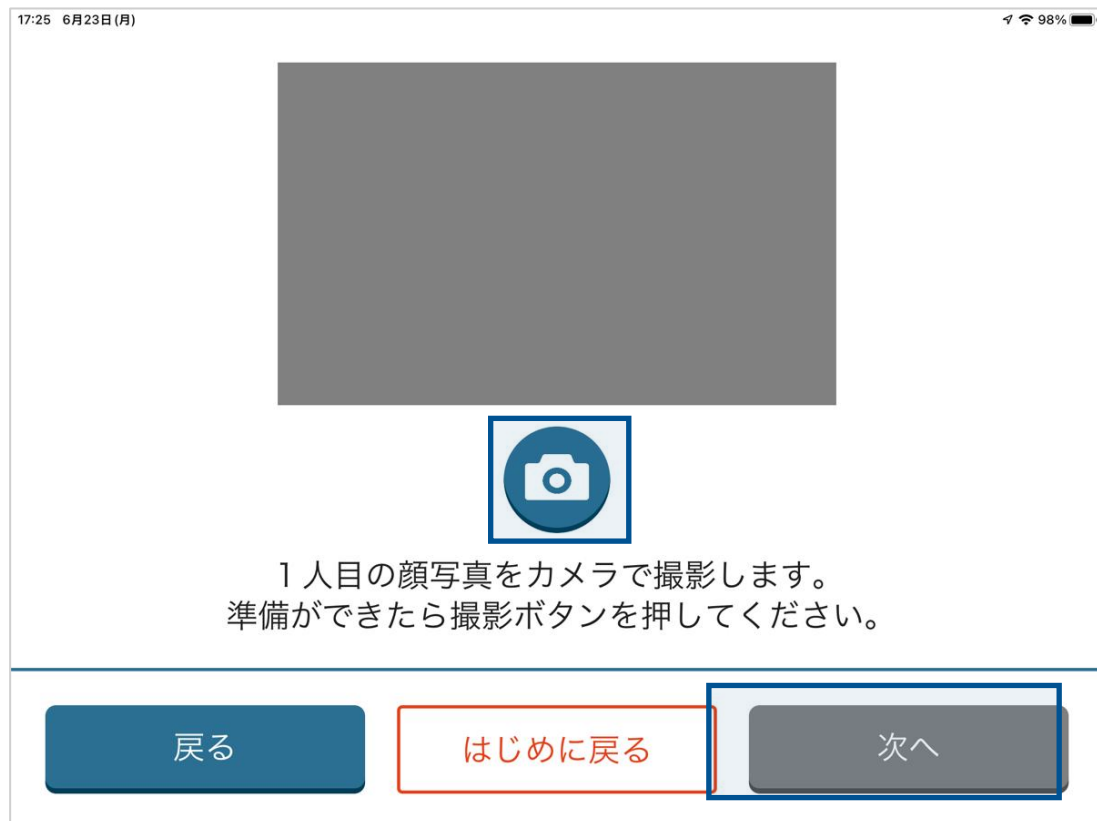 17:25 6月23日(月)
98%
1人目の顔写真をカメラで撮影します。
準備ができたら撮影ボタンを押してください。
戻る
はじめに戻る
次へ